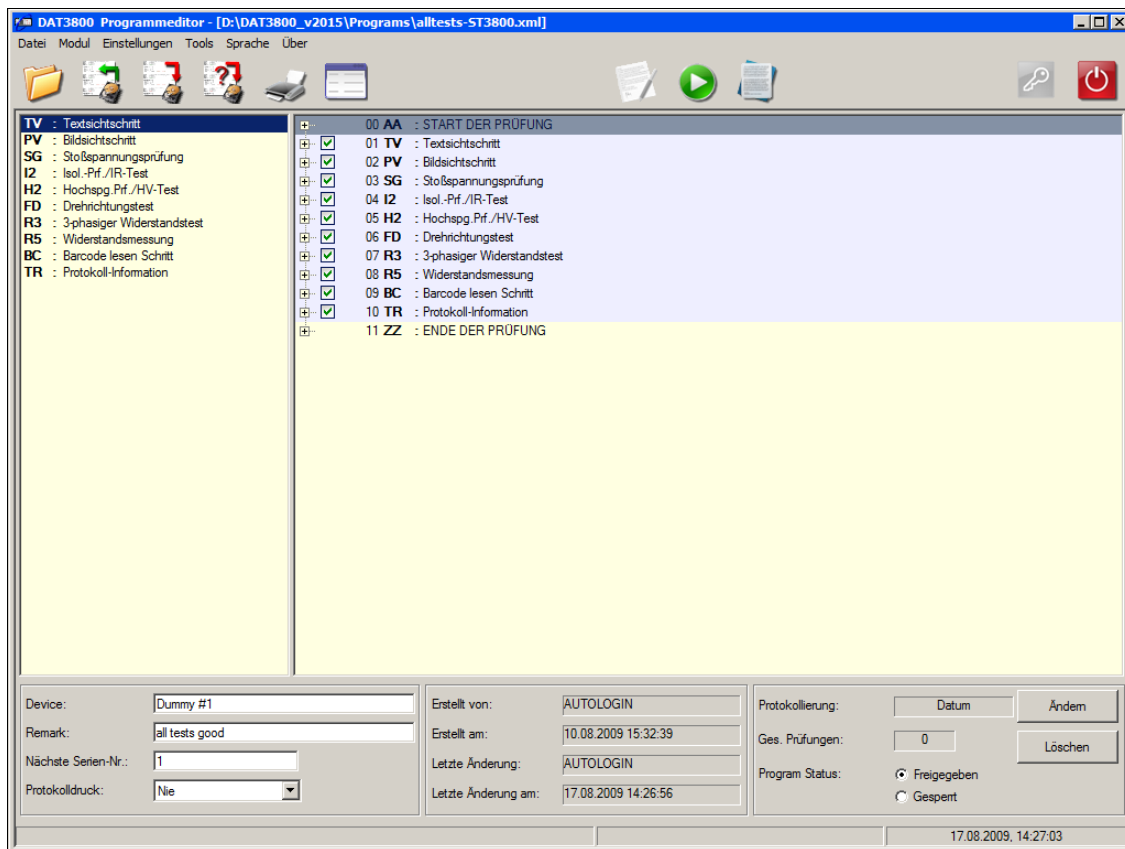 DAT3800 Programmeditor - [D:\DAT3800_v2015\Programs\alltests-ST3800.xml]
Datei Modul Einstellungen Tools Sprache Über
TV : Textsichtschritt
PV : Bildsichtschritt
SG : Stoßspannungsprüfung
I2 : Isol.-Prf./IR-Test
H2 : Hochspg.Prf./HV-Test
FD : Drehrichtungstest
R3 : 3-phasiger Widerstandstest
R5 : Widerstandsmessung
BC : Barcode lesen Schritt
TR : Protokoll-Information
00 AA : START DER PRÜFUNG
01 TV : Textsichtschritt
02 PV : Bildsichtschritt
03 SG : Stoßspannungsprüfung
04 I2 : Isol.-Prf./IR-Test
05 H2 : Hochspg.Prf./HV-Test
06 FD : Drehrichtungstest
07 R3 : 3-phasiger Widerstandstest
08 R5 : Widerstandsmessung
09 BC : Barcode lesen Schritt
10 TR : Protokoll-Information
11 ZZ : ENDE DER PRÜFUNG
Device: Dummy #1
Remark: all tests good
Nächste Serien-Nr.: 1
Protokolldruck: Nie
Erstellt von: AUTOLOGIN
Erstellt am: 10.08.2009 15:32:39
Letzte Änderung: AUTOLOGIN
Letzte Änderung am: 17.08.2009 14:26:56
Protokollierung: Datum Ändern
Ges. Prüfungen: 0 Löschen
Program Status: Freigegeben
Gesperrt
17.08.2009, 14:27:03